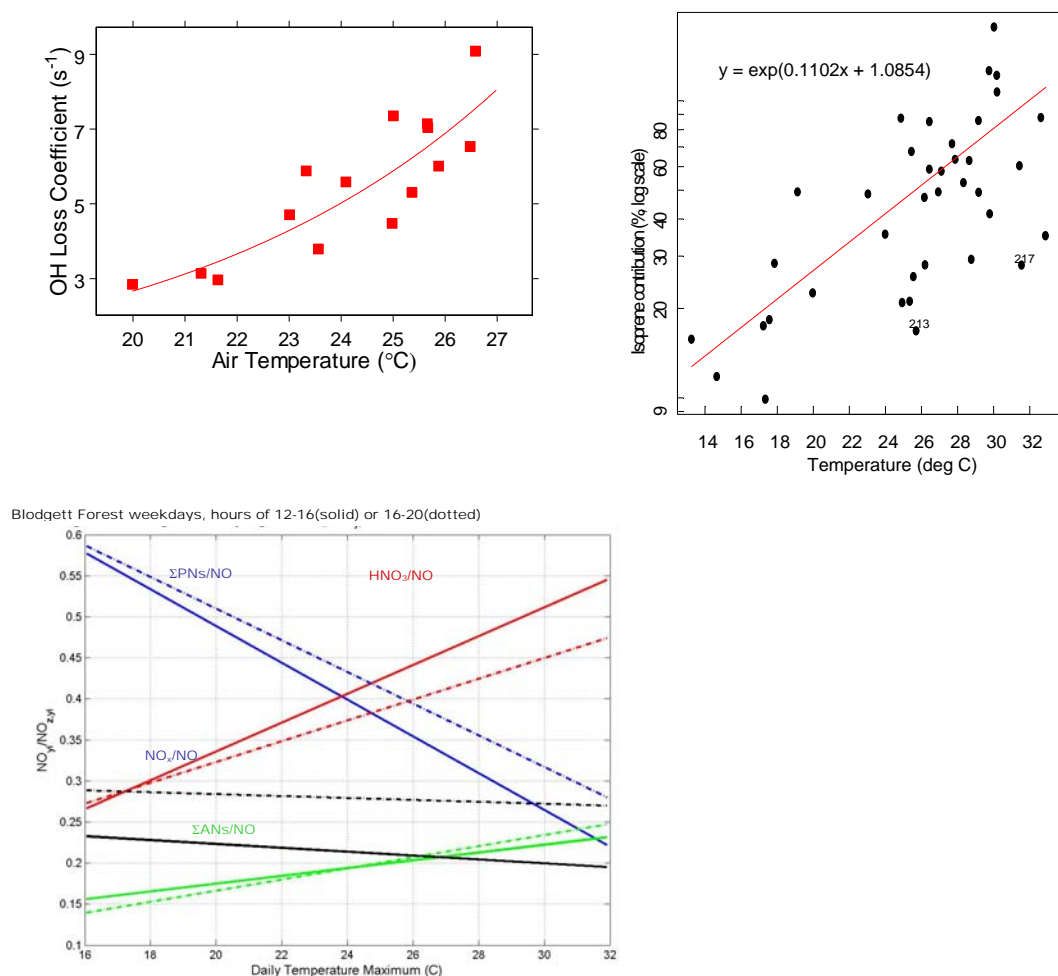 OH Loss Coefficient (s-1)
9
7
5
3
20 21 22 23 24 25 26 27
Air Temperature (°C)
y = exp(0.1102x + 1.0854)
Isoprene contribution (% log scale)
80
60
40
30
20
9
217
213
14 16 18 20 22 24 26 28 30 32
Temperature (deg C)
Blodgett Forest weekdays, hours of 12-16(solid) or 16-20(dotted)
0.6
0.55
0.5
0.45
0.4
0.35
0.3
0.25
0.2
0.15
0.1
NOyi/NOz,yi
ΣPNs/NO
HNO3/NO
NOx/NO
ΣANs/NO
16 18 20 22 24 26 28 30 32
Daily Temperature Maximum (C)